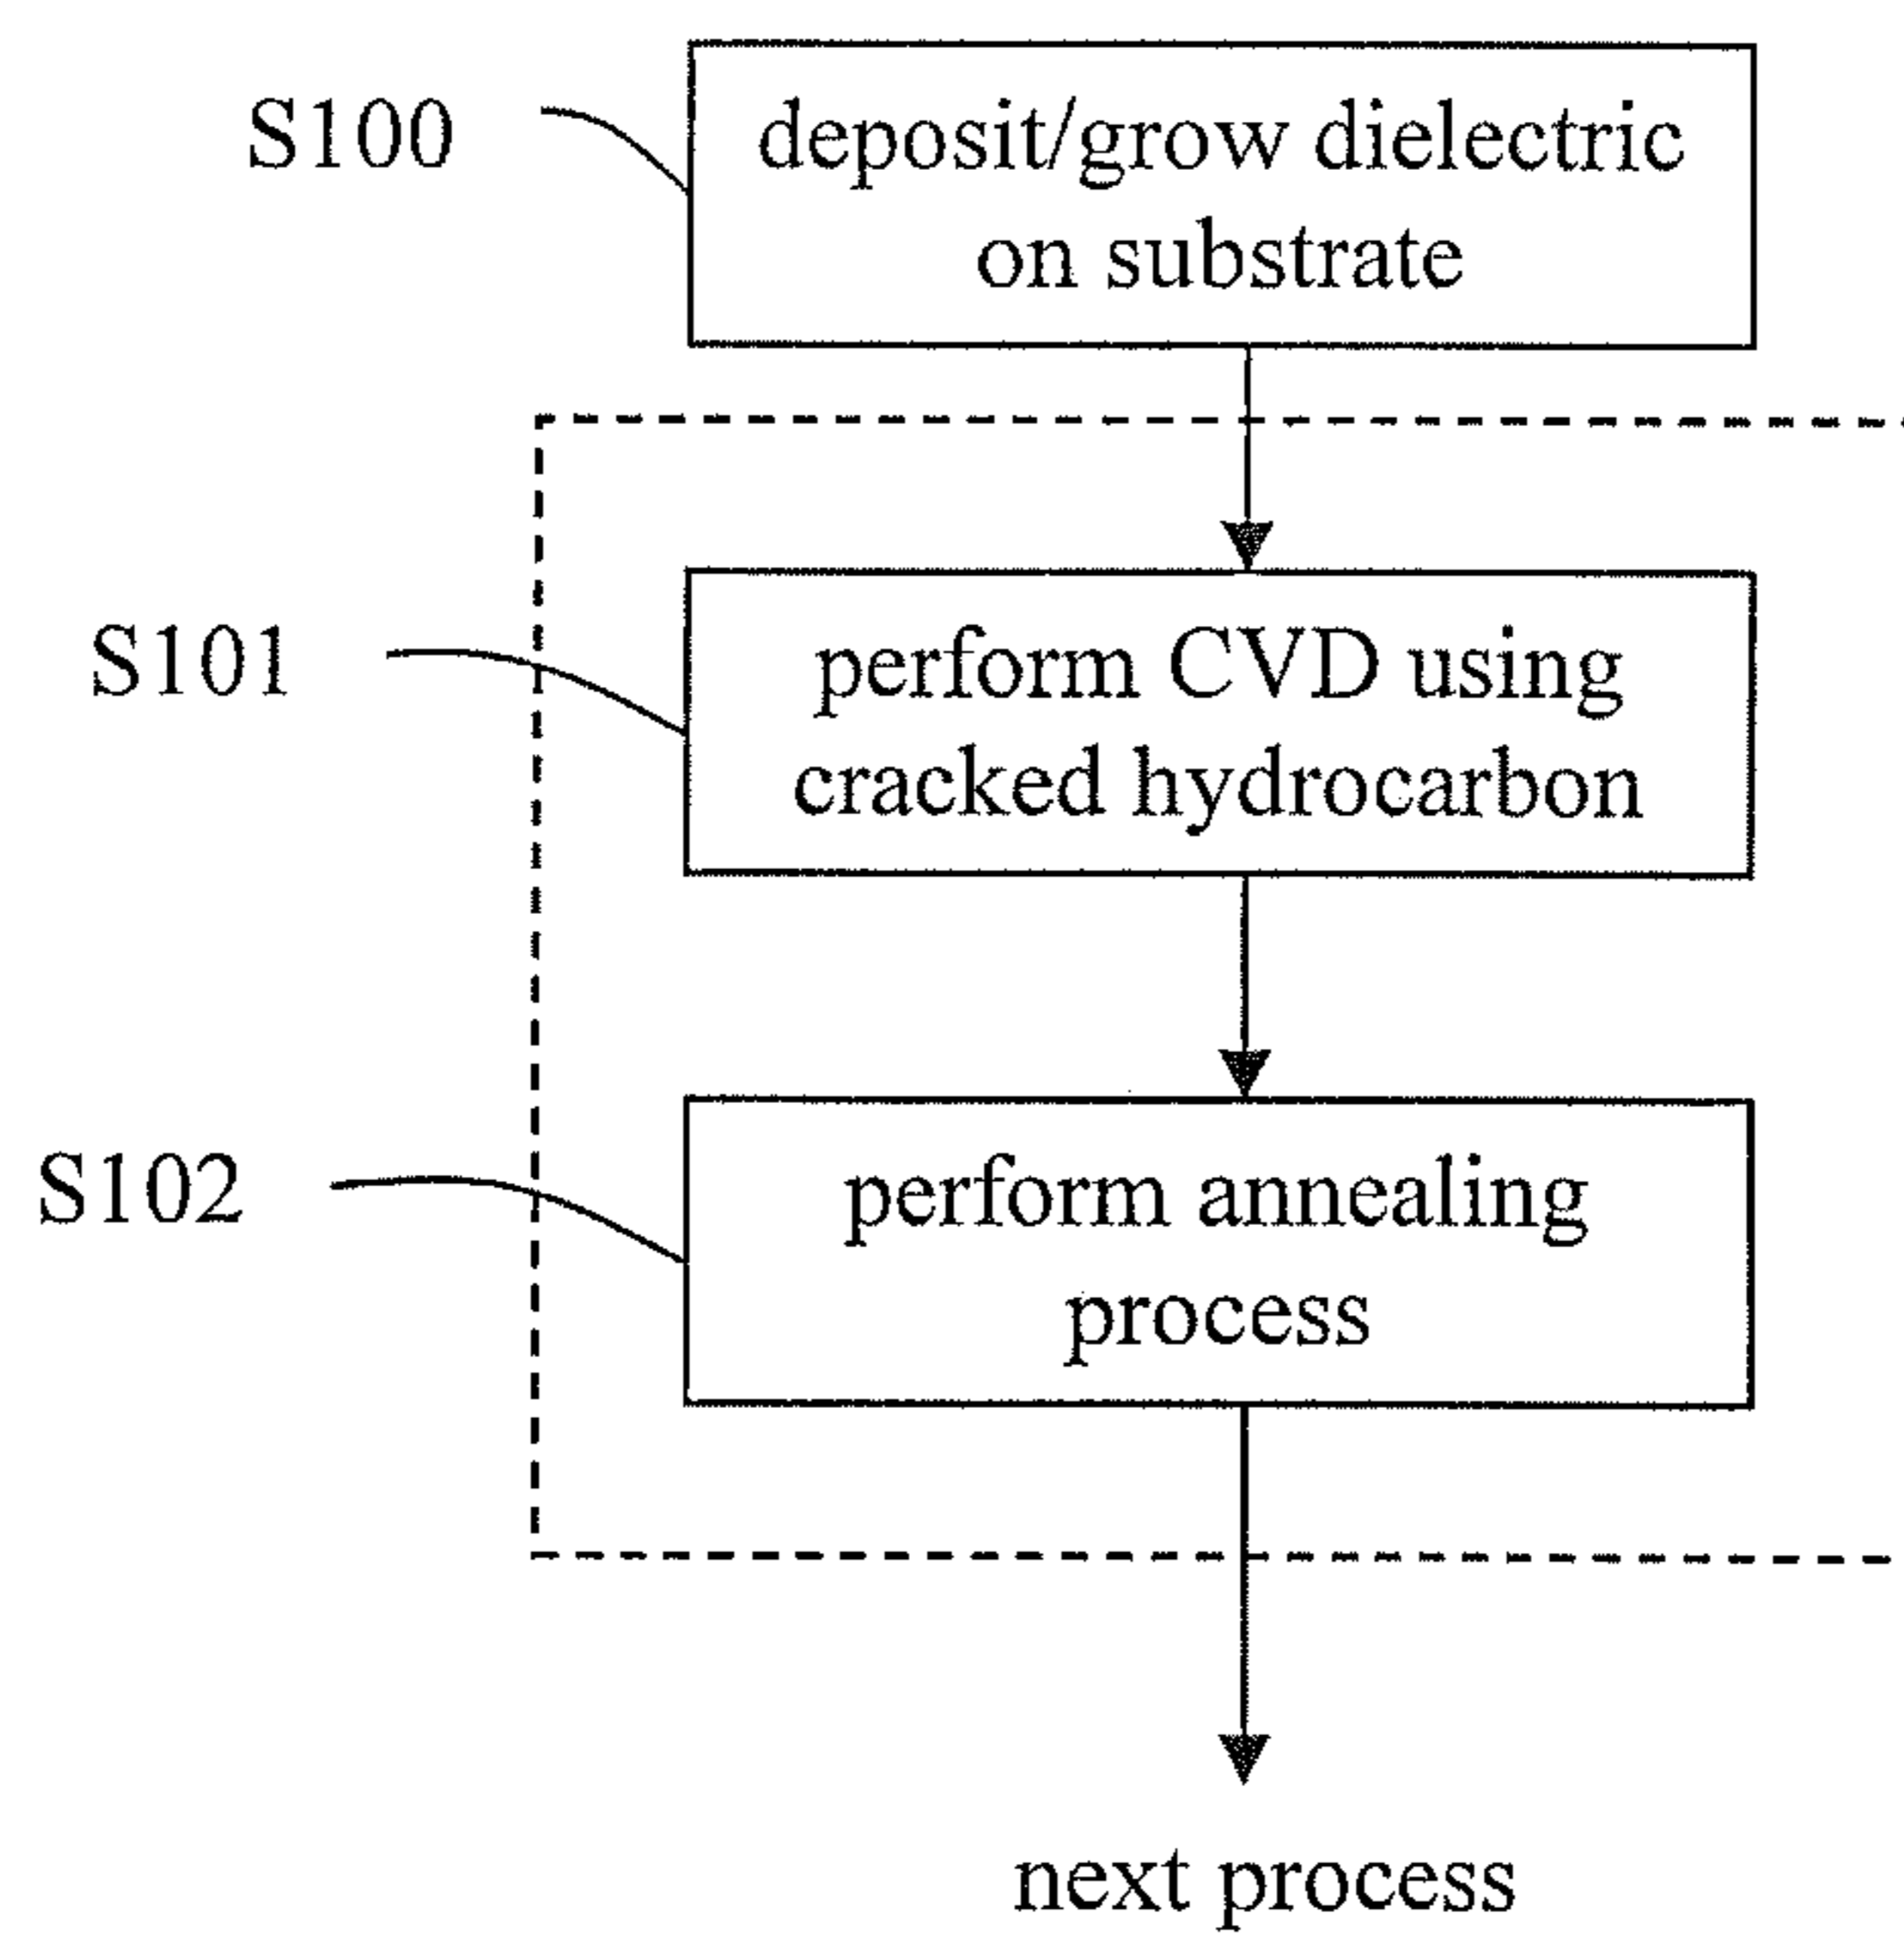 S100
deposit/grow dielectric
on substrate
S101
perform CVD using
cracked hydrocarbon
S102
perform annealing
process
next process